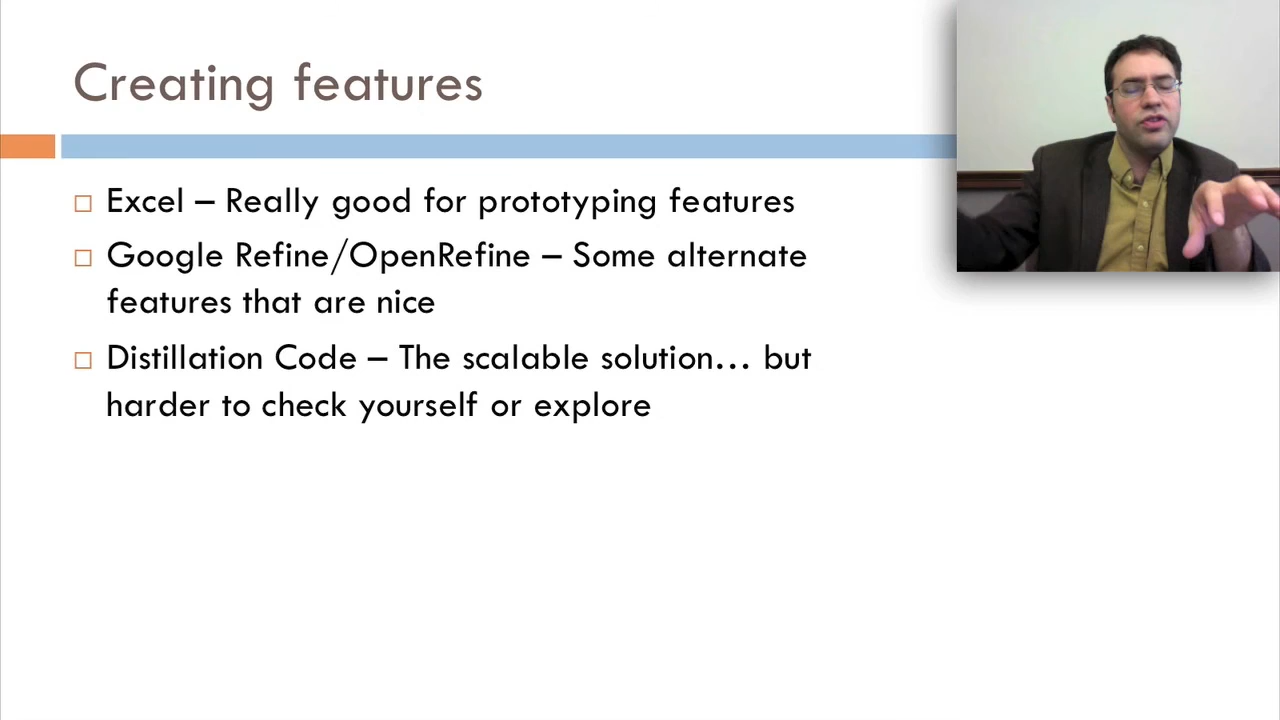 Creating features
Excel – Really good for prototyping features
Google Refine/OpenRefine – Some alternate
features that are nice
Distillation Code – The scalable solution… but
harder to check yourself or explore